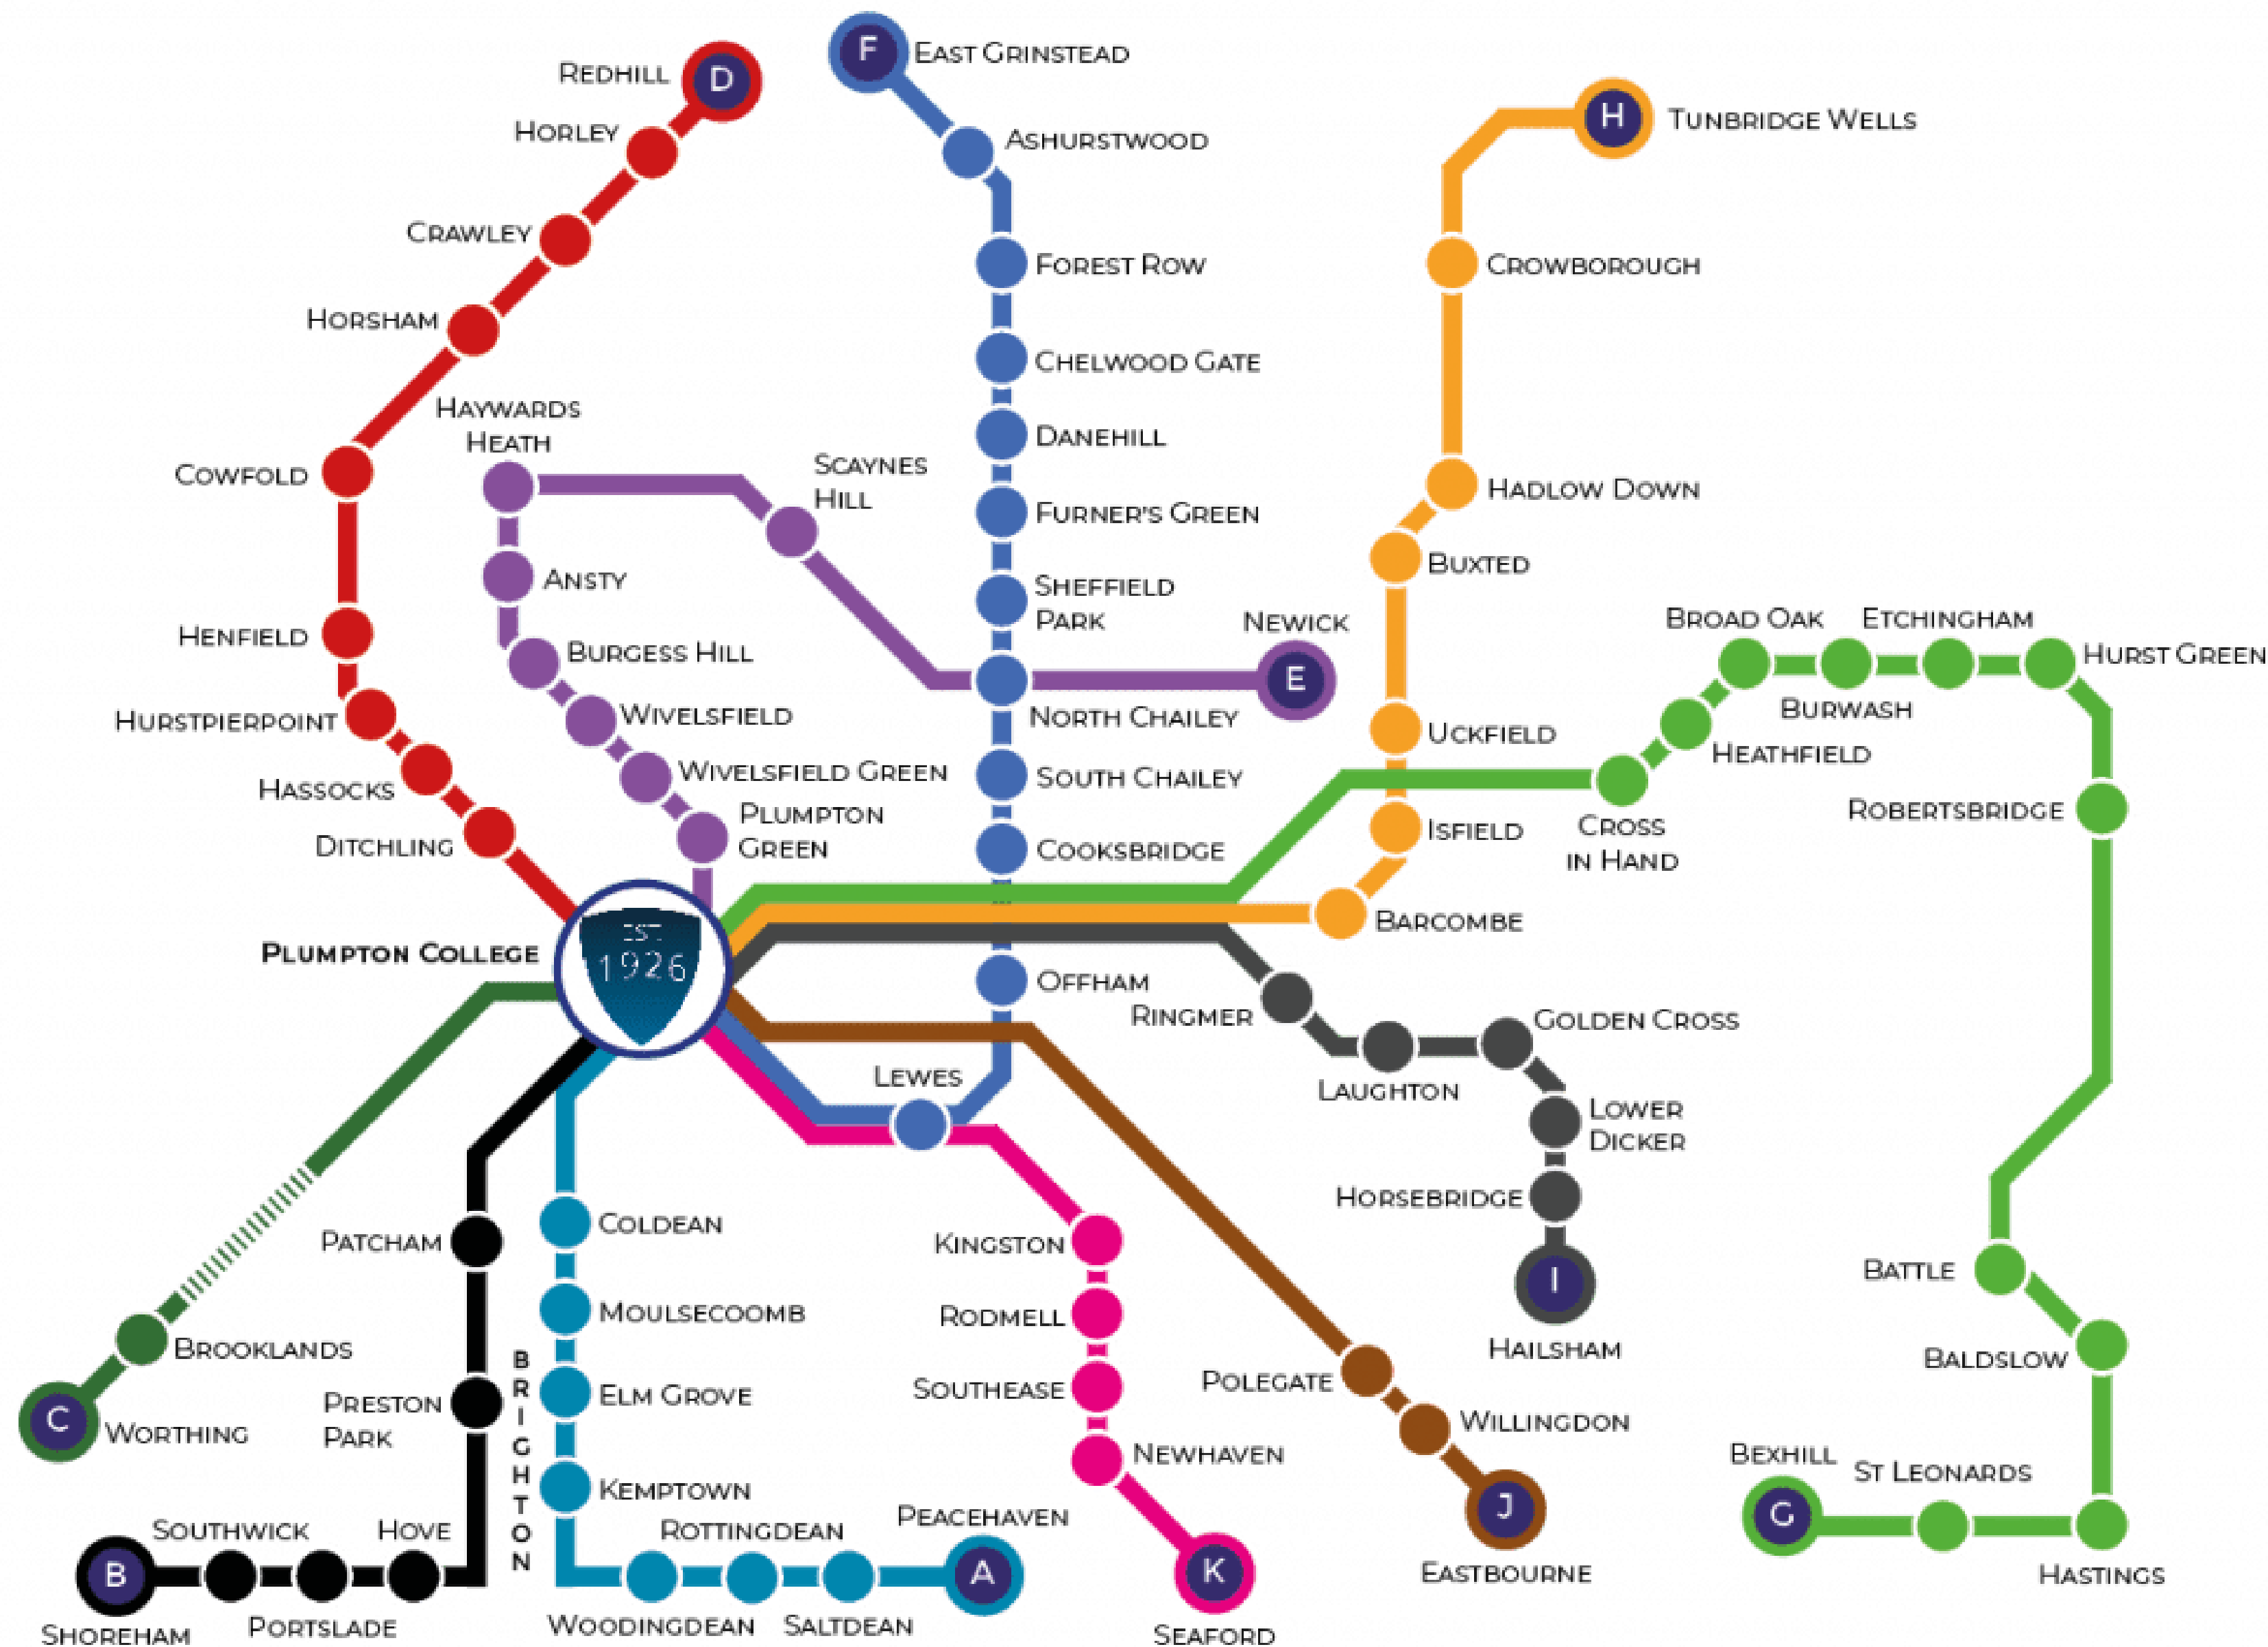 F
EAST GRINSTEAD
REDHILL
D
H
TUNBRIDGE WELLS
HORLEY
ASHURSTWOOD
CRAWLEY
FOREST ROW
CROWBOROUGH
HORSHAM
CHELWOOD GATE
HAYWARDS
HEATH
DANEHILL
COWFOLD
SCAYNES
HILL
HADLOW DOWN
FURNER'S GREEN
ANSTY
BUXTED
SHEFFIELD
PARK
HENFIELD
NEWICK
E
BROAD OAK
ETCHINGHAM
BURGESS HILL
HURST GREEN
HURSTPIERPOINT
WIVELSFIELD
NORTH CHAILEY
BURWASH
UCKFIELD
HEATHFIELD
HASSOCKS
WIVELSFIELD GREEN
SOUTH CHAILEY
ROBERTSBRIDGE
DITCHLING
PLUMPTON
GREEN
COOKSBRIDGE
ISFIELD
CROSS
IN HAND
BARCOMBE
PLUMPTON COLLEGE
EST
1926
OFFHAM
RINGMER
GOLDEN CROSS
LEWES
LAUGHTON
LOWER
DICKER
COLDEAN
HORSEBRIDGE
PATCHAM
KINGSTON
BATTLE
I
MOULSECOOMB
RODMELL
BROOKLANDS
HAILSHAM
BALDSLOW
BRIGHTON
PRESTON
PARK
ELM GROVE
SOUTHEASE
POLEGATE
C
WORTHING
WILLINGDON
KEMPTOWN
NEWHAVEN
BEXHILL
ST LEONARDS
SOUTHWICK
HOVE
ROTTINGDEAN
PEACEHAVEN
J
G
B
A
K
EASTBOURNE
HASTINGS
SHOREHAM
PORTSLADE
WOODINGDEAN
SALTDEAN
SEAFORD